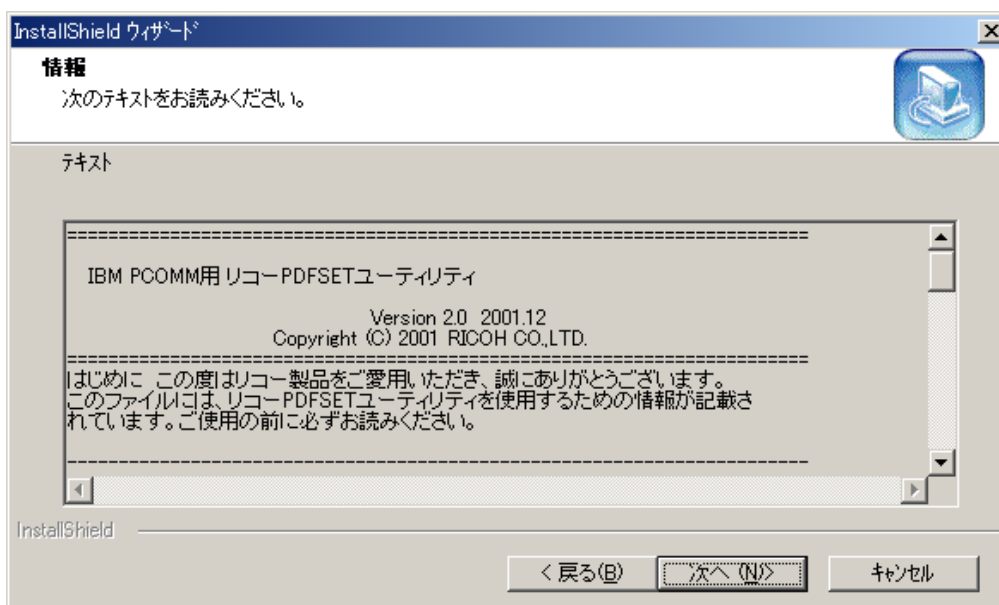 InstallShield ウィザード
情報
次のテキストをお読みください。
テキスト
=======================================================================
IBM PCOMM用 リコーPDFSETユーティリティ
Version 2.0 2001.12
Copyright (C) 2001 RICOH CO.,LTD.
=======================================================================
はじめに この度はリコー製品をご愛用いただき、誠にありがとうございます。
このファイルには、リコーPDFSETユーティリティを使用するための情報が記載さ
れています。ご使用の前に必ずお読みください。
-----------------------------------------------------------------------
InstallShield
< 戻る(B)
次へ (N)>
キャンセル